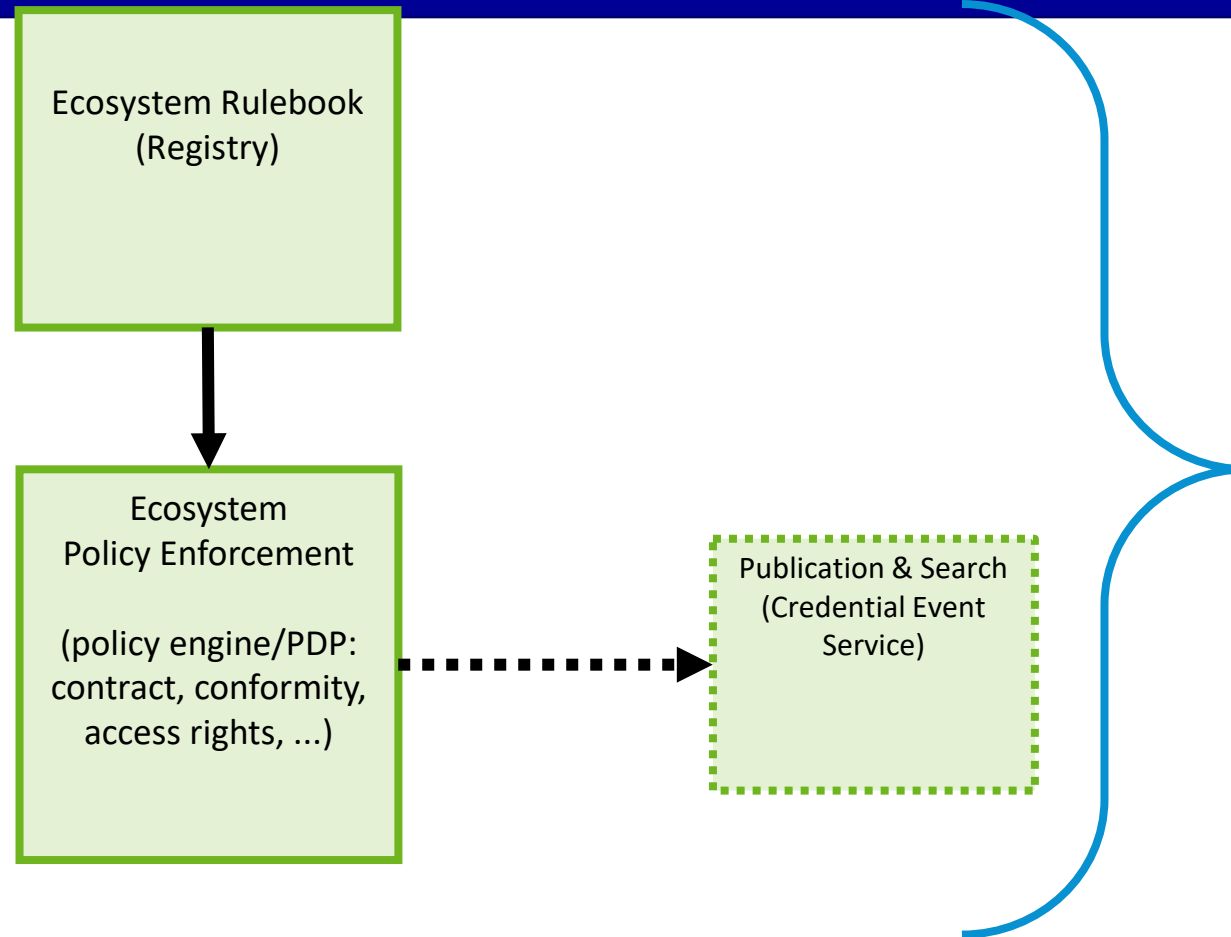 Ecosystem Rulebook
(Registry)
Ecosystem
Policy Enforcement
(policy engine/PDP:
contract, conformity,
access rights, ...)
Publication & Search
(Credential Event
Service)